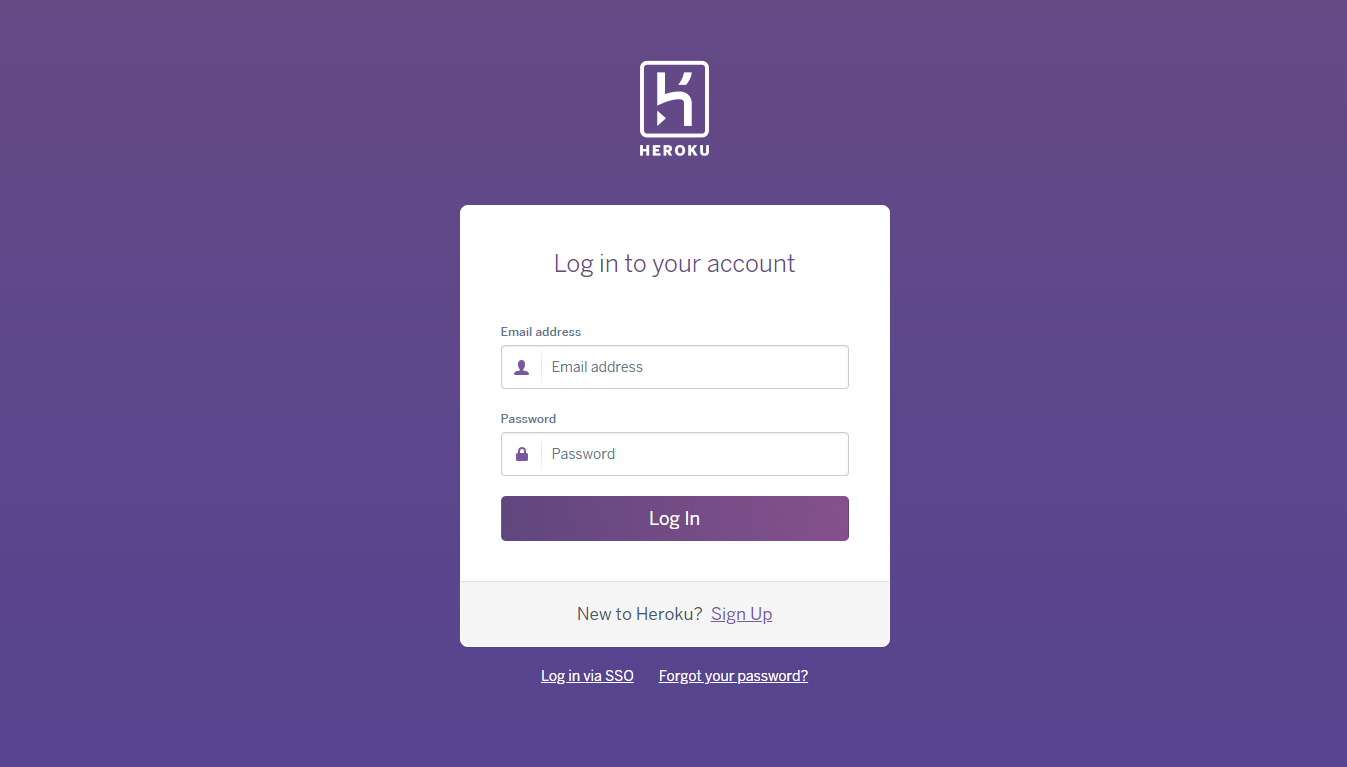 HEROKU
Log in to your account
Email address
Email address
Password
Password
Log In
New to Heroku? Sign Up
Log in via SSO Forgot your password?